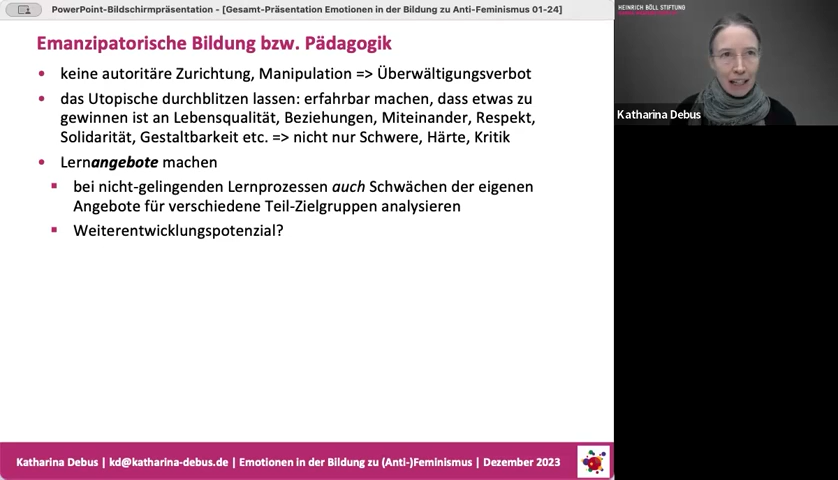 PowerPoint-Bildschirmpräsentation - [Gesamt-Präsentation Emotionen in der Bildung zu Anti-Feminismus 01-24]
HEINRICH BÖLL STIFTUNG
Emanzipatorische Bildung bzw. Pädagogik
• keine autoritäre Zurichtung, Manipulation => Überwältigungsverbot
• das Utopische durchblitzen lassen: erfahrbar machen, dass etwas zu
gewinnen ist an Lebensqualität, Beziehungen, Miteinander, Respekt,
Solidarität, Gestaltbarkeit etc. => nicht nur Schwere, Härte, Kritik
• Lernangebote machen
▪ bei nicht-gelingenden Lernprozessen auch Schwächen der eigenen
Angebote für verschiedene Teil-Zielgruppen analysieren
▪ Weiterentwicklungspotenzial?
Katharina Debus
Katharina Debus | kd@katharina-debus.de | Emotionen in der Bildung zu (Anti-)Feminismus | Dezember 2023